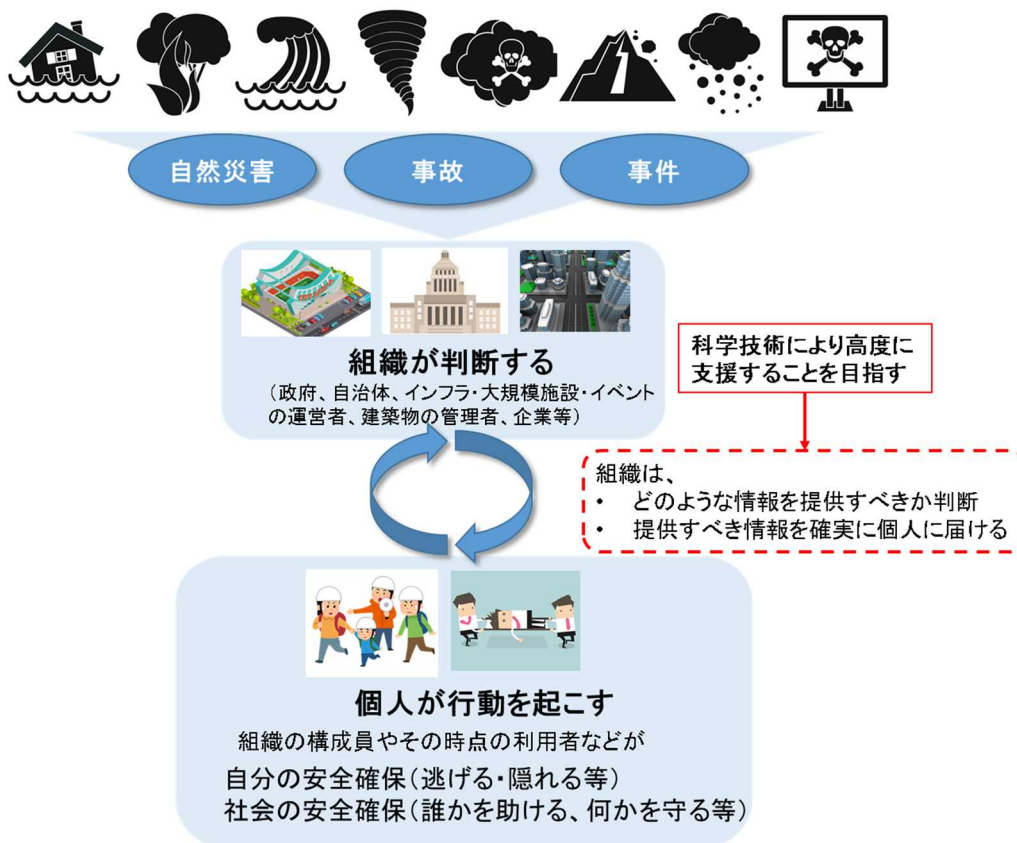 自然災害
事故
事件
組織が判断する
（政府、自治体、インフラ・大規模施設・イベント
の運営者、建築物の管理者、企業等）
科学技術により高度に
支援することを目指す
組織は、
• どのような情報を提供すべきか判断
• 提供すべき情報を確実に個人に届ける
個人が行動を起こす
組織の構成員やその時点の利用者などが
自分の安全確保（逃げる・隠れる等）
社会の安全確保（誰かを助ける、何かを守る等）